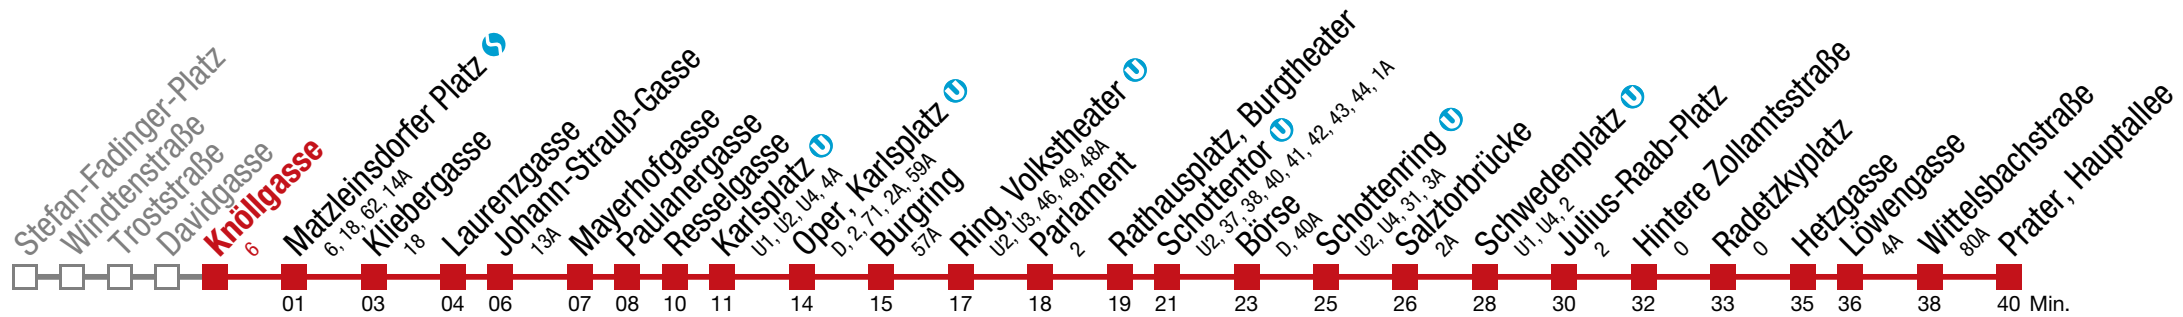 Stefan-Fadinger-Platz
Windtenstraße
Troststraße
Davidgasse
Knöllgasse
6
Matzleinsdorfer Platz
6, 18, 62, 14A
Kliebergasse
18
Laurenzgasse
Johann-Strauß-Gasse
13A
Mayerhofgasse
Paulanergasse
Resselgasse
Karlsplatz U
U1, U2, U4, 4A
Oper, Karlsplatz U
D, 2, 71, 2A, 59A
Burgring
57A
Ring, Volkstheater U
U2, U3, 46, 49, 48A
Parlament
2
Rathausplatz, Burgtheater
Schottentor U
U2, 37, 38, 40, 41, 42, 43, 44, 1A
Börse
D, 40A
Schottenring U
U2, U4, 31, 3A
Salztorbrücke
2A
Schwedenplatz U
U1, U4, 2
Julius-Raab-Platz
2
Hintere Zollamtsstraße
O
Radetzkyplatz
O
Hetzgasse
Löwengasse
4A
Wittelsbachstraße
80A
Prater, Hauptallee
01 03 04 06 07 08 10 11 14 15 17 18 19 21 23 25 26 28 30 32 33 35 36 38 40 Min.